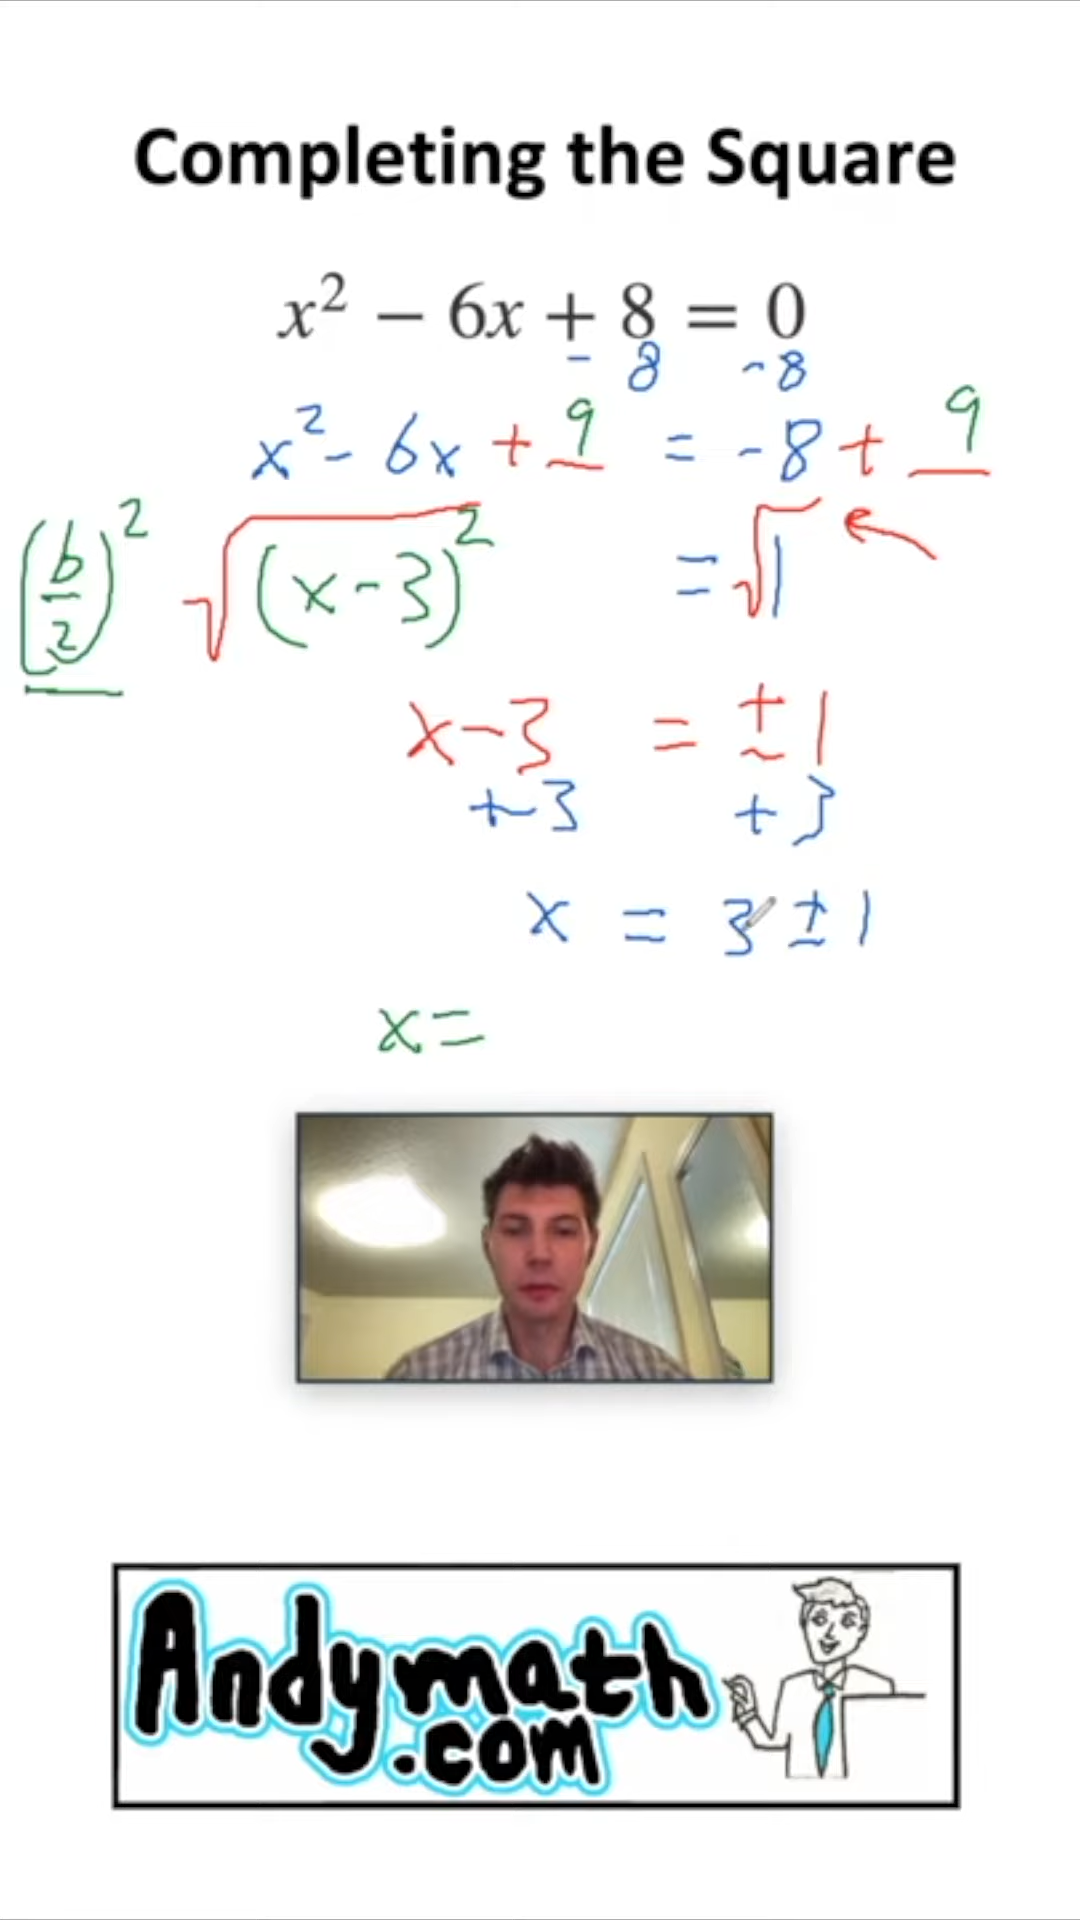 Completing the Square
x² − 6x + 8 = 0
- 8 -8
x² - 6x + 9 = -8 + 9
(b/2)² √(x-3)² = √1
x-3 = ±1
+3 +3
x = 3 ± 1
x =
Andymath
.com